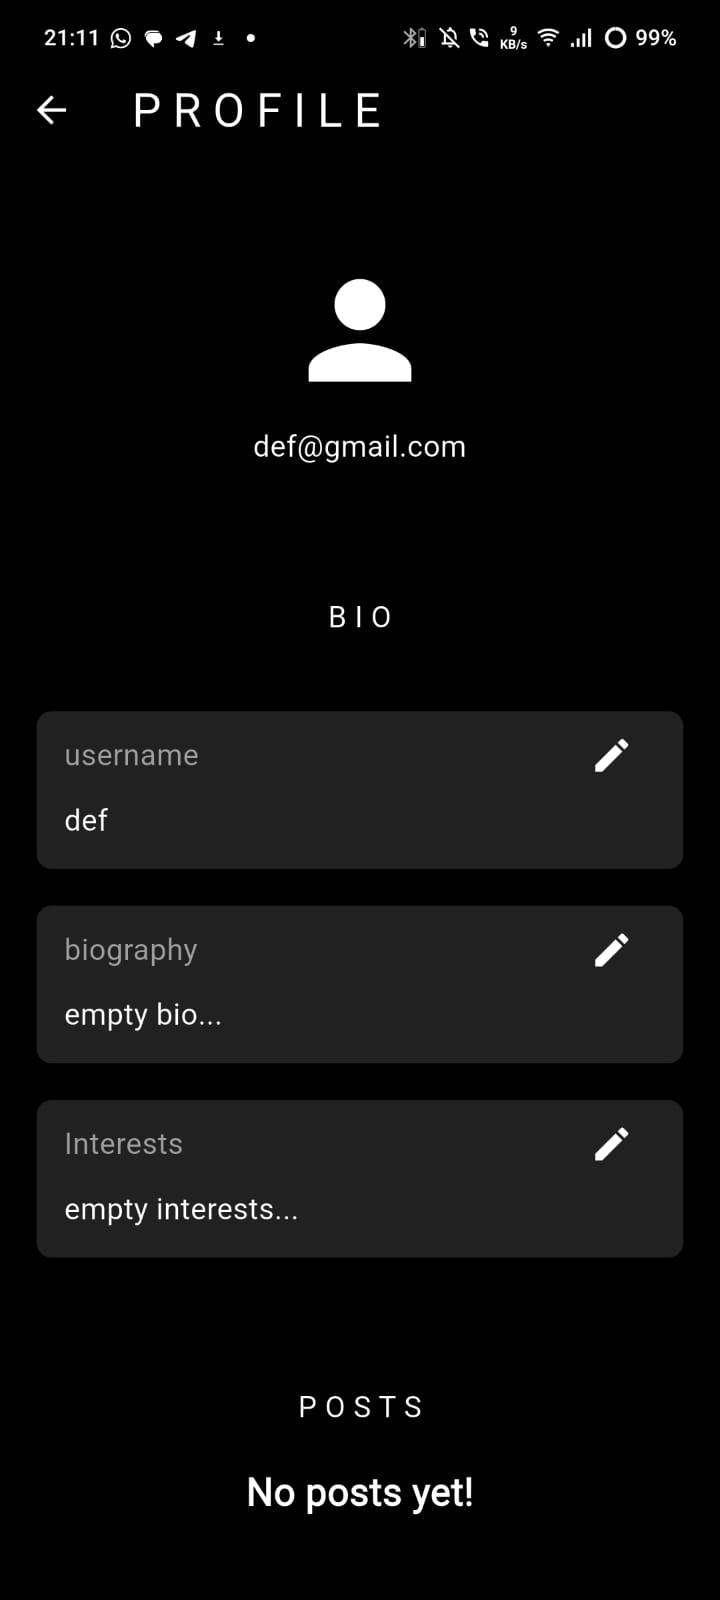 21:11 9 KB/s 99%
PROFILE
def@gmail.com
BIO
username
def
biography
empty bio...
Interests
empty interests...
POSTS
No posts yet!